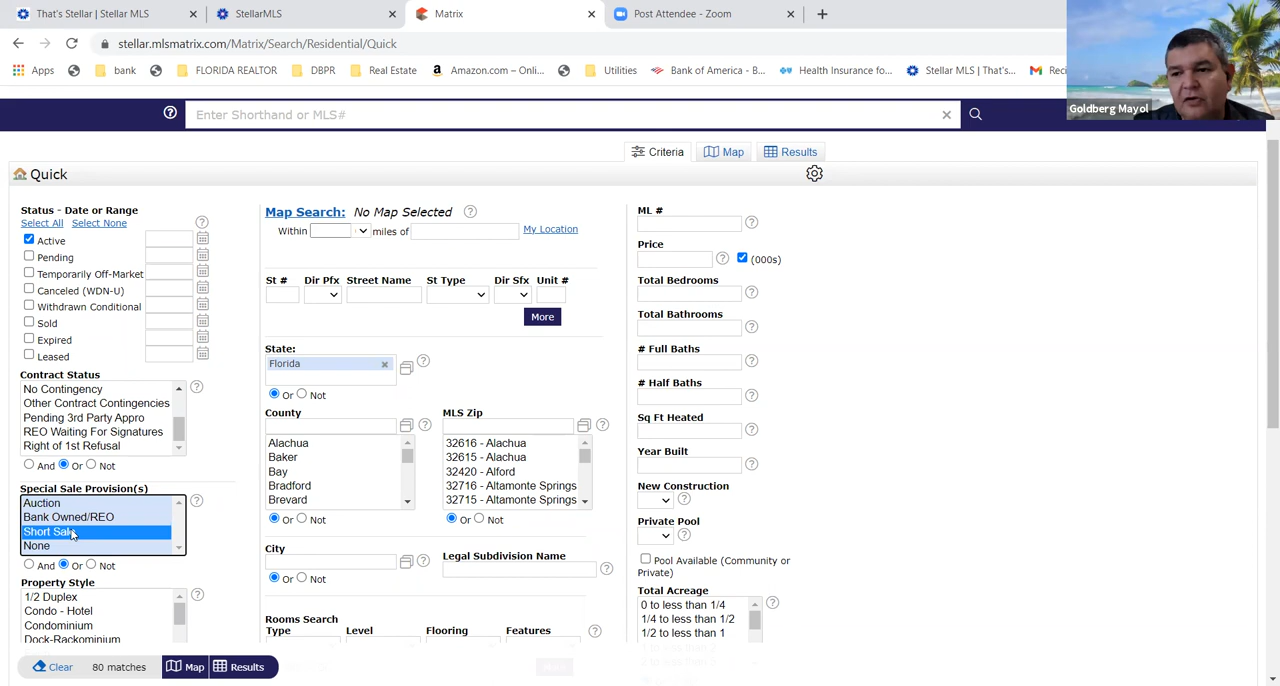 That's Stellar | Stellar MLS
StellarMLS
Matrix
Post Attendee - Zoom
stellar.mlsmatrix.com/Matrix/Search/Residential/Quick
Apps
bank
FLORIDA REALTOR
DBPR
Real Estate
Amazon.com – Onli...
Utilities
Bank of America - B...
Health Insurance fo...
Stellar MLS | That's...
Reci
Goldberg Mayol
Enter Shorthand or MLS#
Criteria
Map
Results
Quick
Status - Date or Range
Select All Select None
Active
Pending
Temporarily Off-Market
Canceled (WDN-U)
Withdrawn Conditional
Sold
Expired
Leased
Contract Status
No Contingency
Other Contract Contingencies
Pending 3rd Party Appro
REO Waiting For Signatures
Right of 1st Refusal
And Or Not
Special Sale Provision(s)
Auction
Bank Owned/REO
Short Sale
None
And Or Not
Property Style
1/2 Duplex
Condo - Hotel
Condominium
Dock-Rackominium
Map Search: No Map Selected
Within miles of My Location
St # Dir Pfx Street Name St Type Dir Sfx Unit #
More
State:
Florida
Or Not
County
Alachua
Baker
Bay
Bradford
Brevard
Or Not
MLS Zip
32616 - Alachua
32615 - Alachua
32420 - Alford
32716 - Altamonte Springs
32715 - Altamonte Springs
Or Not
City
Or Not
Legal Subdivision Name
Rooms Search
Type Level Flooring Features
ML #
Price
(000s)
Total Bedrooms
Total Bathrooms
# Full Baths
# Half Baths
Sq Ft Heated
Year Built
New Construction
Private Pool
Pool Available (Community or
Private)
Total Acreage
0 to less than 1/4
1/4 to less than 1/2
1/2 to less than 1
Clear 80 matches Map Results